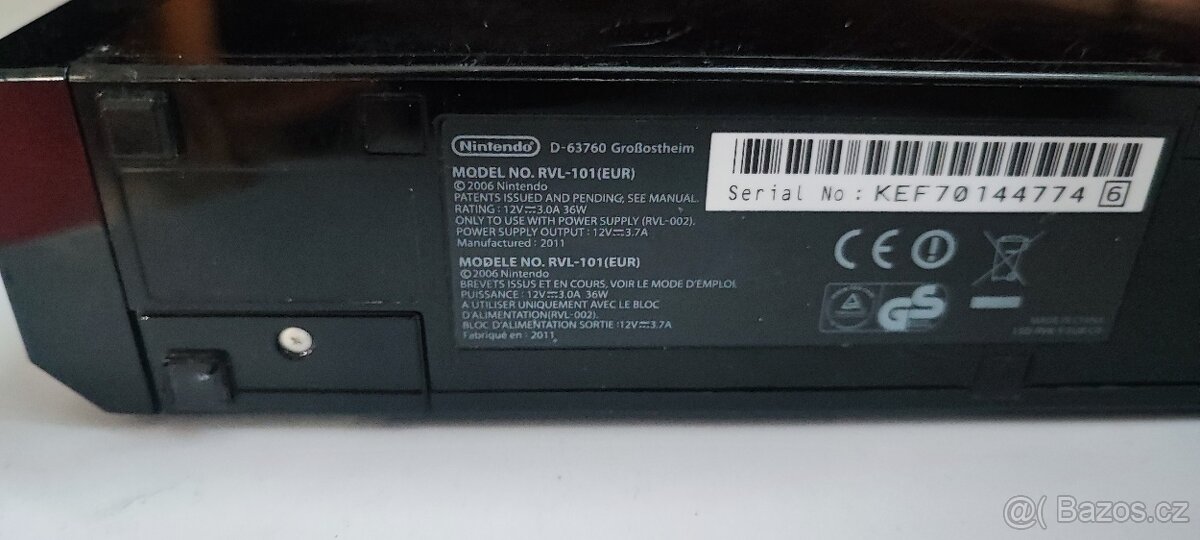 Nintendo D-63760 Großostheim
MODEL NO. RVL-101(EUR)
©2006 Nintendo
PATENTS ISSUED AND PENDING, SEE MANUAL.
RATING : 12V⎓3.0A 36W
ONLY TO USE WITH POWER SUPPLY (RVL-002).
POWER SUPPLY OUTPUT : 12V⎓3.7A
Manufactured : 2011
MODELE NO. RVL-101(EUR)
©2006 Nintendo
BREVETS ISSUS ET EN COURS, VOIR LE MODE D'EMPLOI
PUISSANCE : 12V⎓3.0A 36W
A UTILISER UNIQUEMENT AVEC LE BLOC
D'ALIMENTATION(RVL-002).
BLOC D'ALIMENTATION SORTIE :12V⎓3.7A
Fabriqué en : 2011
Serial No: KEF70144774 6
CE !
GS
MADE IN CHINA
@( Bazos.cz